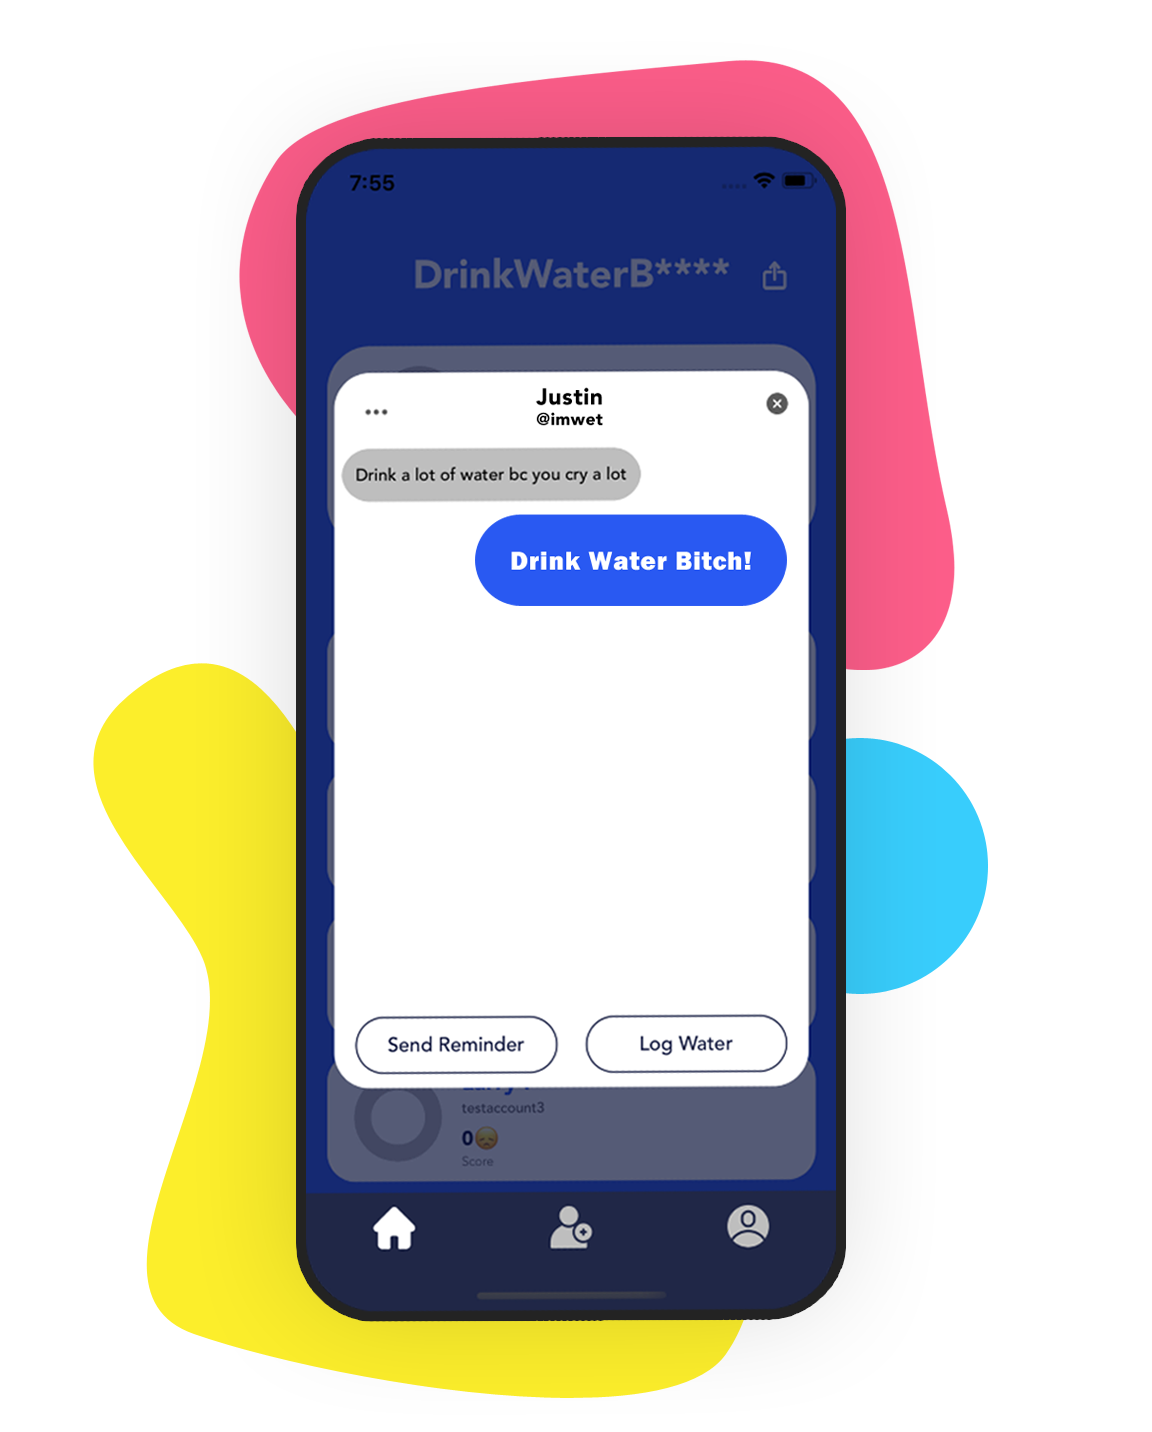 7:55
DrinkWaterB****
Justin
@imwet
Drink a lot of water bc you cry a lot
Drink Water Bitch!
Send Reminder
Log Water
testaccount3
0
Score